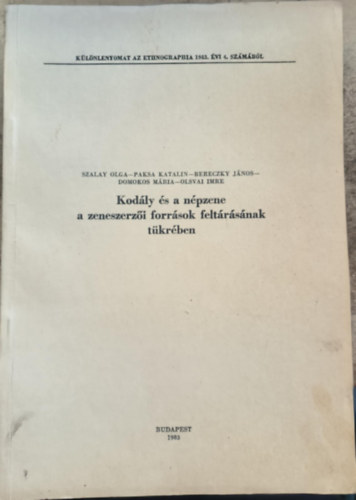 KÜLÖNLENYOMAT AZ ETHNOGRAPHIA 1983. ÉVI 4. SZÁMÁBÓL
SZALAY OLGA—PAKSA KATALIN—BERECZKY JÁNOS—
DOMOKOS MÁRIA—OLSVAI IMRE
Kodály és a népzene
a zeneszerzői források feltárásának
tükrében
BUDAPEST